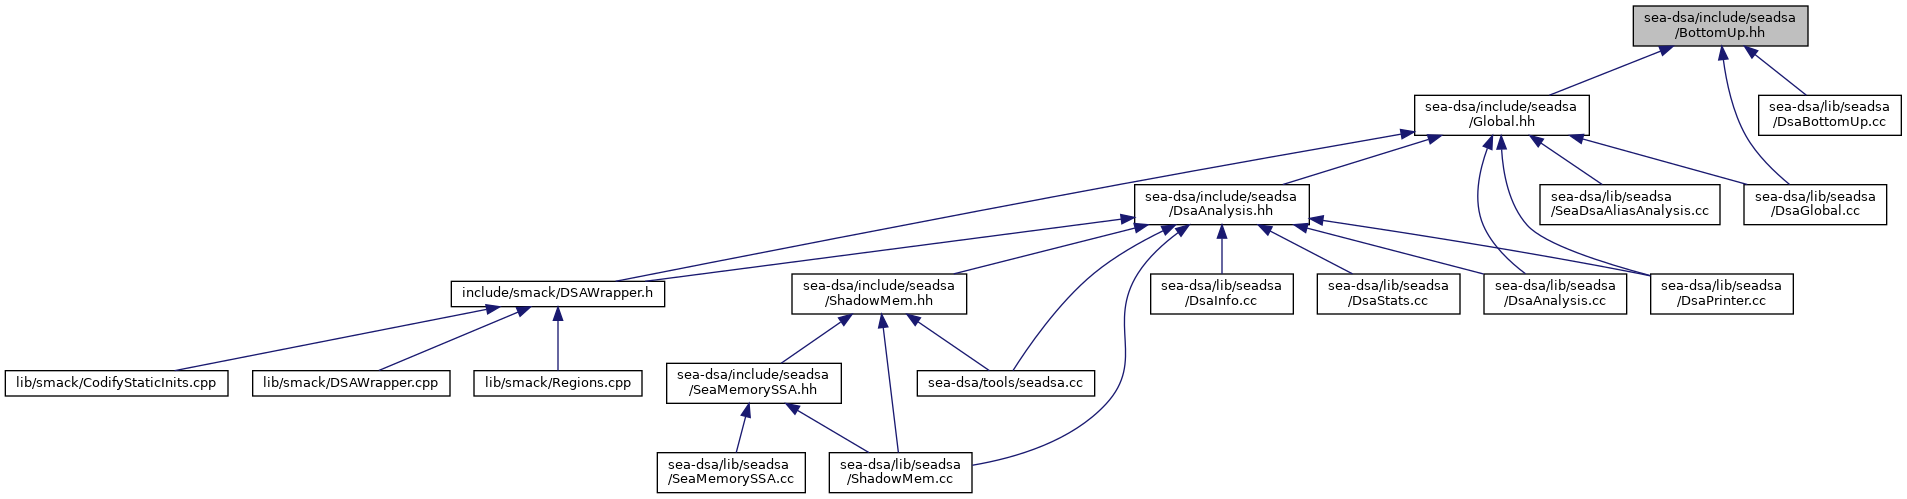 sea-dsa/include/seadsa
/BottomUp.hh
sea-dsa/include/seadsa
/Global.hh
sea-dsa/lib/seadsa
/DsaBottomUp.cc
sea-dsa/include/seadsa
/DsaAnalysis.hh
sea-dsa/lib/seadsa
/SeaDsaAliasAnalysis.cc
sea-dsa/lib/seadsa
/DsaGlobal.cc
include/smack/DSAWrapper.h
sea-dsa/include/seadsa
/ShadowMem.hh
sea-dsa/lib/seadsa
/DsaInfo.cc
sea-dsa/lib/seadsa
/DsaStats.cc
sea-dsa/lib/seadsa
/DsaAnalysis.cc
sea-dsa/lib/seadsa
/DsaPrinter.cc
lib/smack/CodifyStaticInits.cpp
lib/smack/DSAWrapper.cpp
lib/smack/Regions.cpp
sea-dsa/include/seadsa
/SeaMemorySSA.hh
sea-dsa/tools/seadsa.cc
sea-dsa/lib/seadsa
/SeaMemorySSA.cc
sea-dsa/lib/seadsa
/ShadowMem.cc